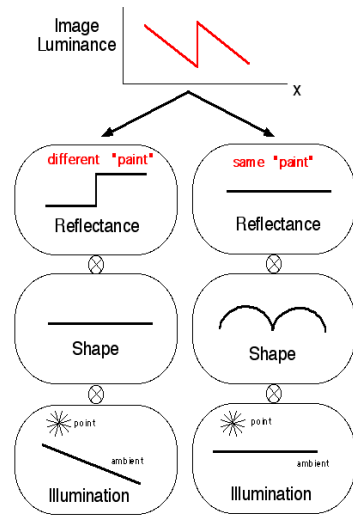 Image
Luminance
x
different "paint"
same "paint"
Reflectance
Reflectance
Shape
Shape
point
ambient
Illumination
point
ambient
Illumination